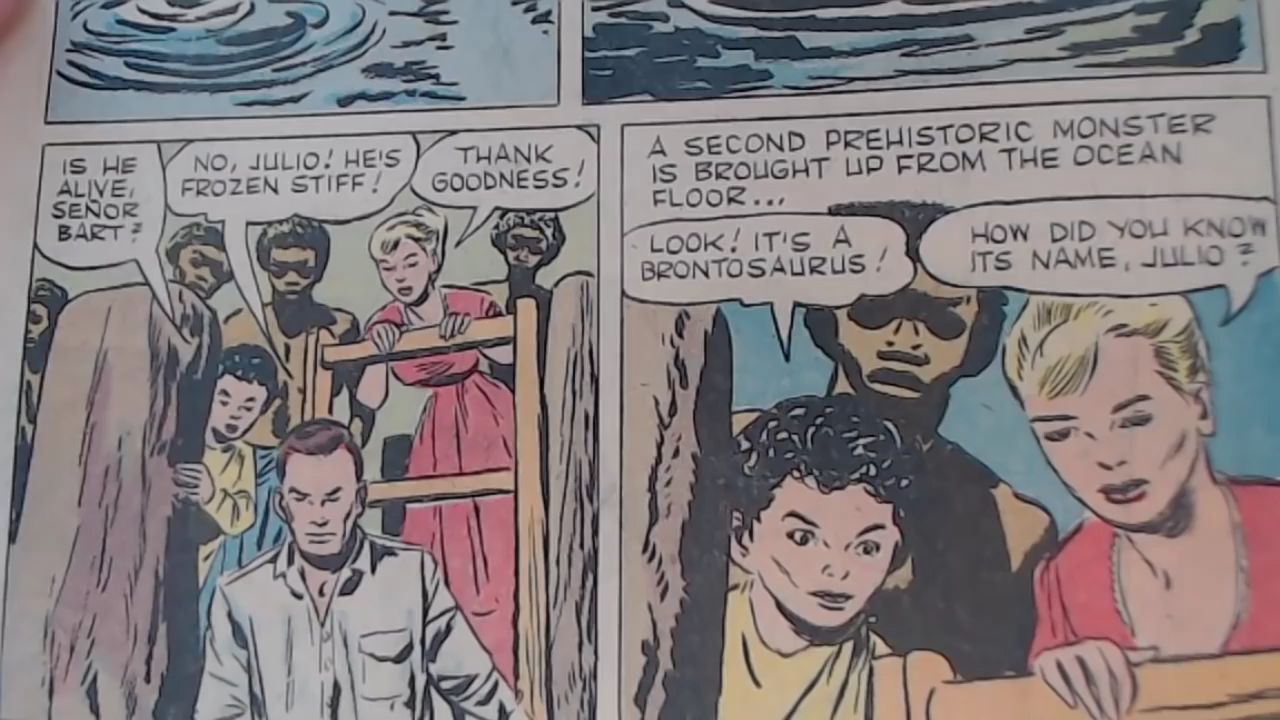 IS HE
ALIVE,
SEÑOR
BART?
NO, JULIO! HE'S
FROZEN STIFF!
THANK
GOODNESS!
A SECOND PREHISTORIC MONSTER
IS BROUGHT UP FROM THE OCEAN
FLOOR...
LOOK! IT'S A
BRONTOSAURUS!
HOW DID YOU KNOW
ITS NAME, JULIO?